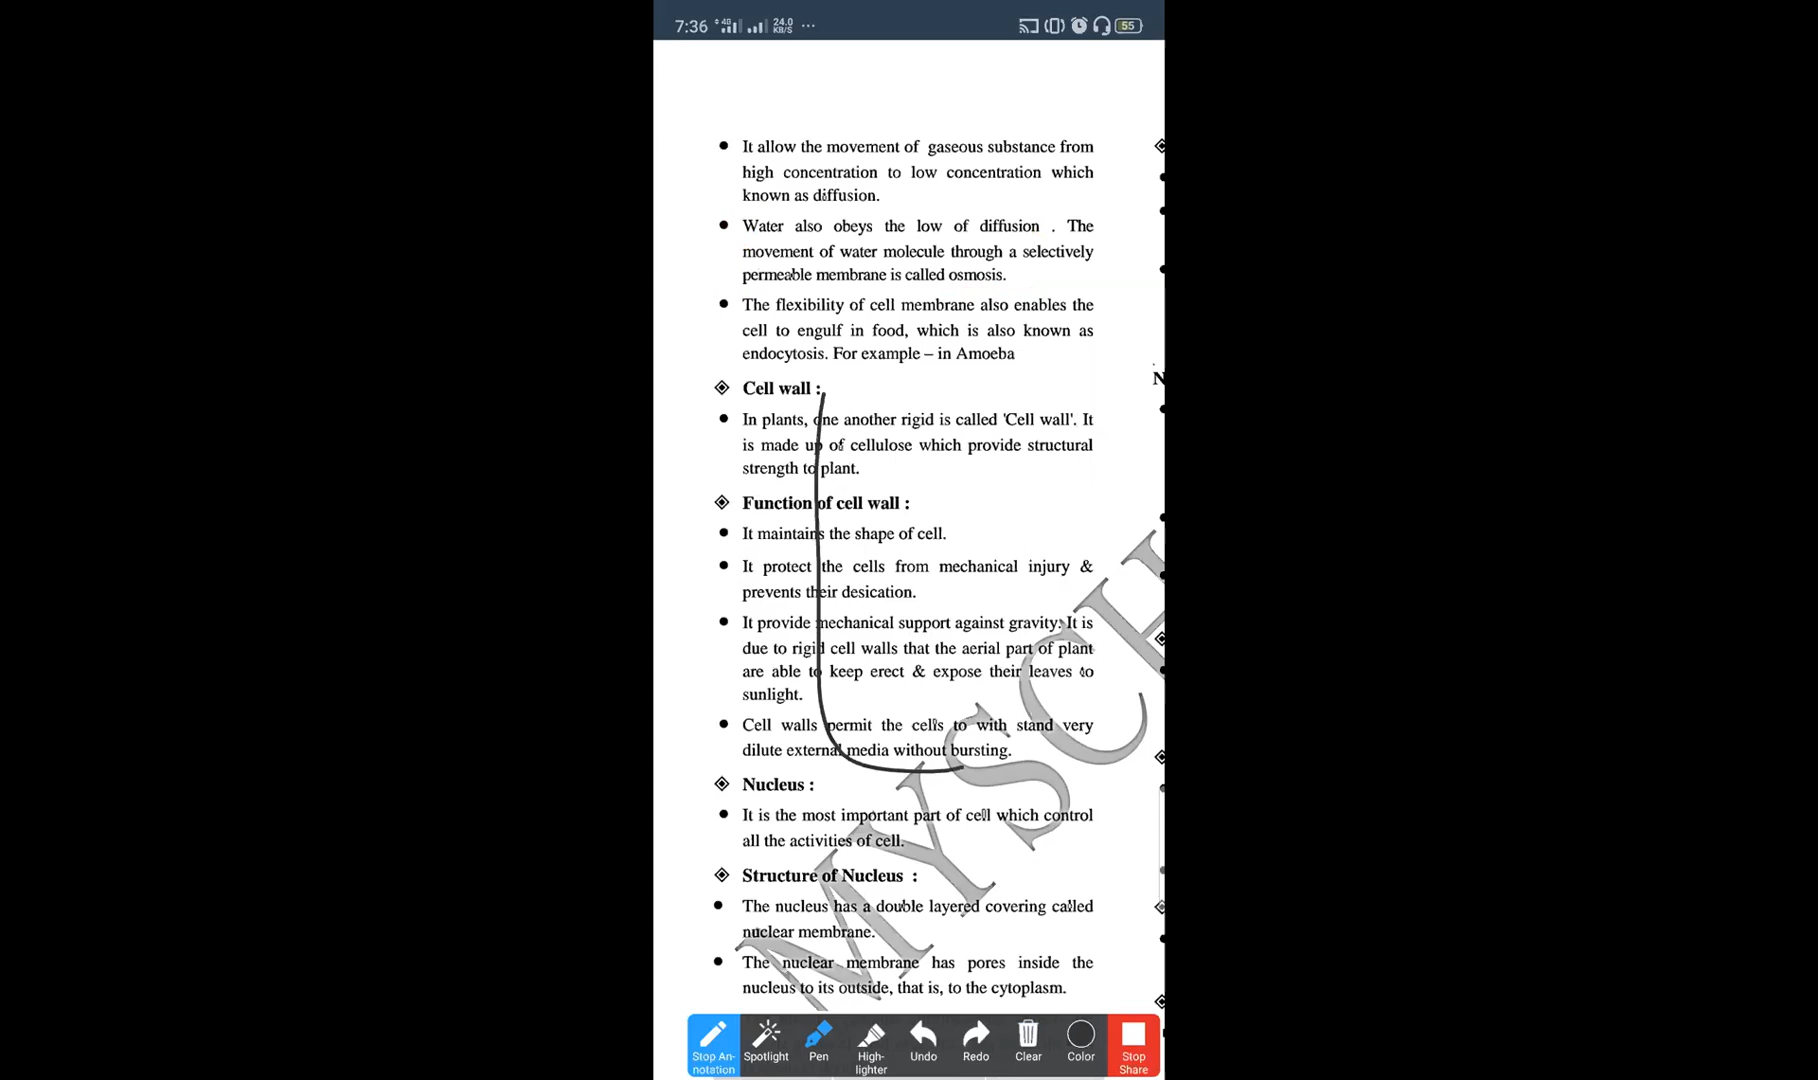 7:36 4G 24.0 KB/S ... 55
It allow the movement of gaseous substance from
high concentration to low concentration which
known as diffusion.
Water also obeys the low of diffusion . The
movement of water molecule through a selectively
permeable membrane is called osmosis.
The flexibility of cell membrane also enables the
cell to engulf in food, which is also known as
endocytosis. For example – in Amoeba
Cell wall :
In plants, one another rigid is called 'Cell wall'. It
is made up of cellulose which provide structural
strength to plant.
Function of cell wall :
It maintains the shape of cell.
It protect the cells from mechanical injury &
prevents their desication.
It provide mechanical support against gravity. It is
due to rigid cell walls that the aerial part of plant
are able to keep erect & expose their leaves to
sunlight.
Cell walls permit the cells to with stand very
dilute external media without bursting.
Nucleus :
It is the most important part of cell which control
all the activities of cell.
Structure of Nucleus :
The nucleus has a double layered covering called
nuclear membrane.
The nuclear membrane has pores inside the
nucleus to its outside, that is, to the cytoplasm.
N
MYSCH
Stop An-
notation
Spotlight
Pen
High-
lighter
Undo
Redo
Clear
Color
Stop
Share